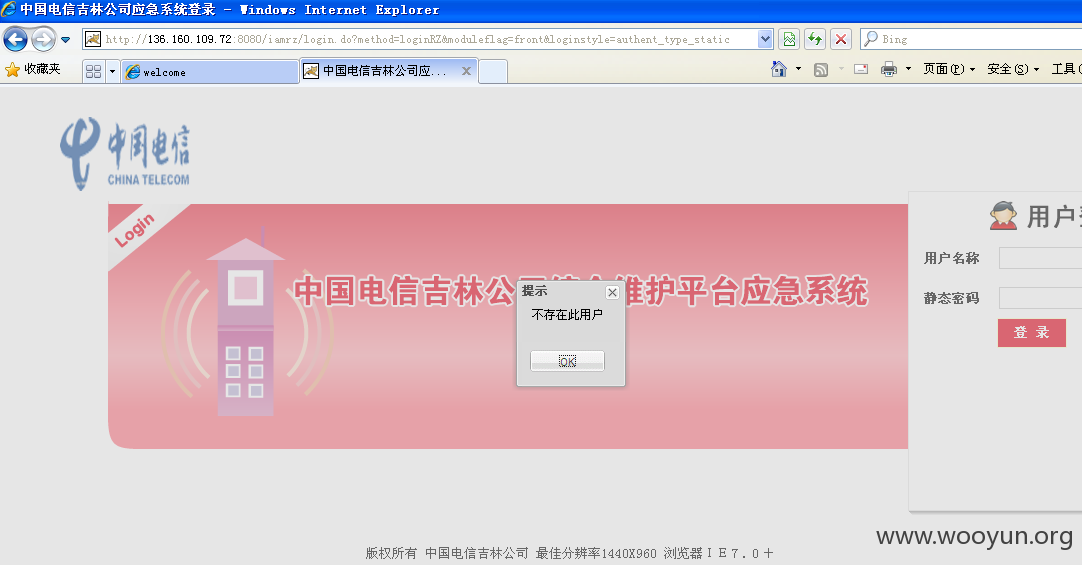 中国电信吉林公司应急系统登录 - Windows Internet Explorer
http://136.160.109.72:8080/iamrz/login.do?method=loginRZ&moduleflag=front&loginstyle=authent_type_static
Bing
收藏夹
welcome
中国电信吉林公司应...
页面(P)
安全(S)
工具(
中国电信
CHINA TELECOM
Login
用户
用户名称
中国电信吉林公司综合维护平台应急系统
提示
不存在此用户
OK
静态密码
登 录
www.wooyun.org
版权所有 中国电信吉林公司 最佳分辨率1440X960 浏览器ＩＥ７.０＋